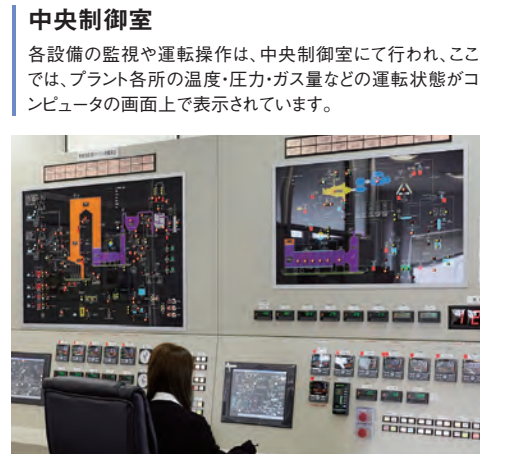 中央制御室
各設備の監視や運転操作は、中央制御室にて行われ、ここ
では、プラント各所の温度・圧力・ガス量などの運転状態がコ
ンピュータの画面上で表示されています。